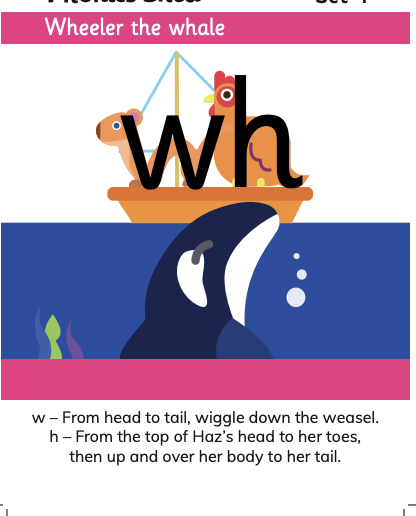 Wheeler the whale
wh
w – From head to tail, wiggle down the weasel.
h – From the top of Haz’s head to her toes,
then up and over her body to her tail.